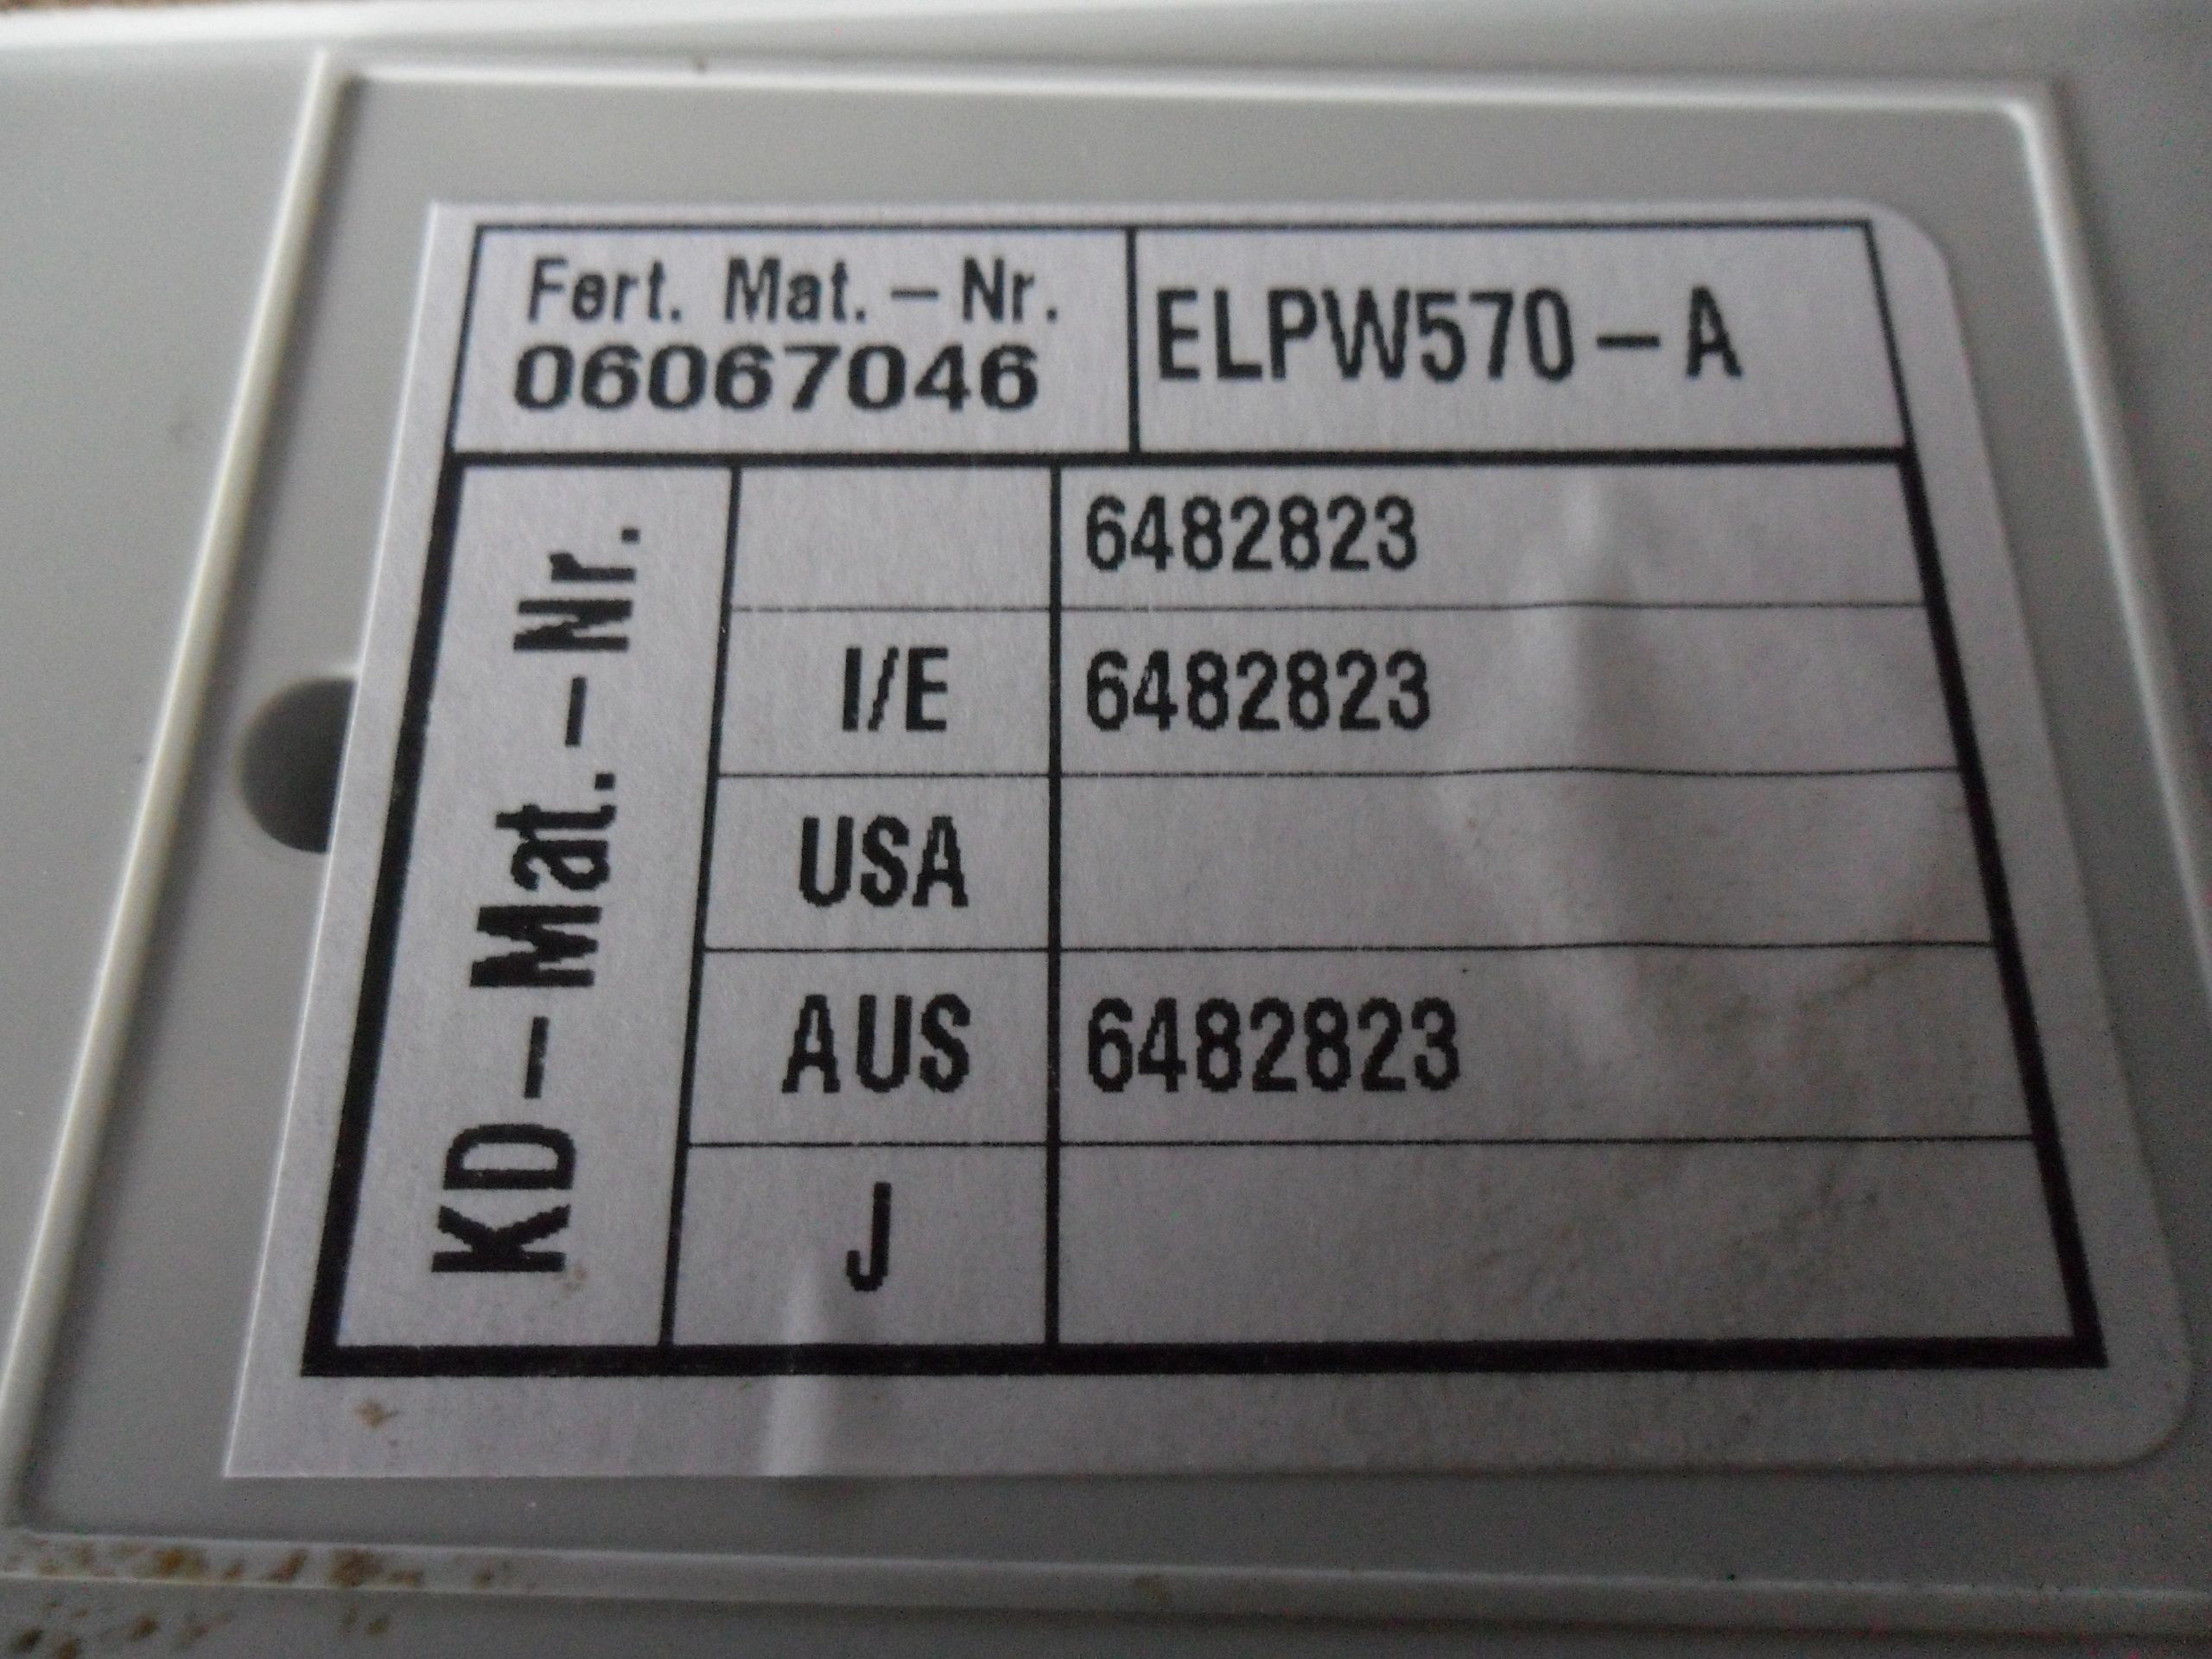 Fert. Mat.-Nr.
06067046
ELPW570-A
KD-Mat.-Nr.
6482823
I/E 6482823
USA
AUS 6482823
J